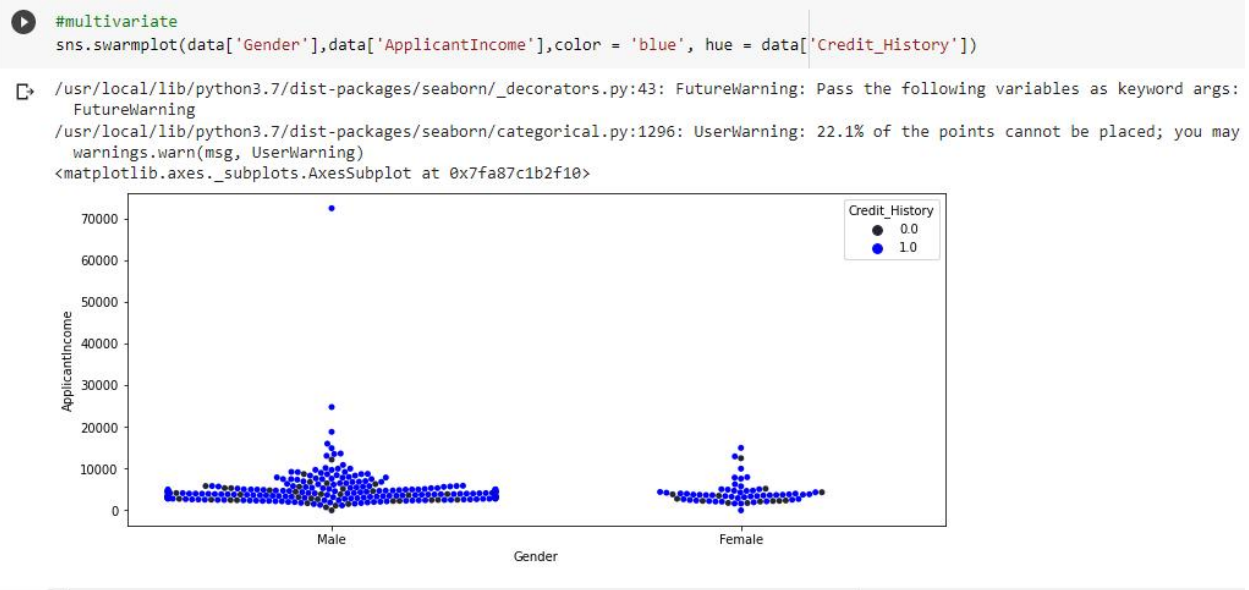 #multivariate
sns.swarmplot(data['Gender'],data['ApplicantIncome'],color = 'blue', hue = data['Credit_History'])
/usr/local/lib/python3.7/dist-packages/seaborn/_decorators.py:43: FutureWarning: Pass the following variables as keyword args:
FutureWarning
/usr/local/lib/python3.7/dist-packages/seaborn/categorical.py:1296: UserWarning: 22.1% of the points cannot be placed; you may
warnings.warn(msg, UserWarning)
<matplotlib.axes._subplots.AxesSubplot at 0x7fa87c1b2f10>
Credit_History
0.0
1.0
70000
60000
50000
40000
30000
20000
10000
0
ApplicantIncome
Male
Female
Gender